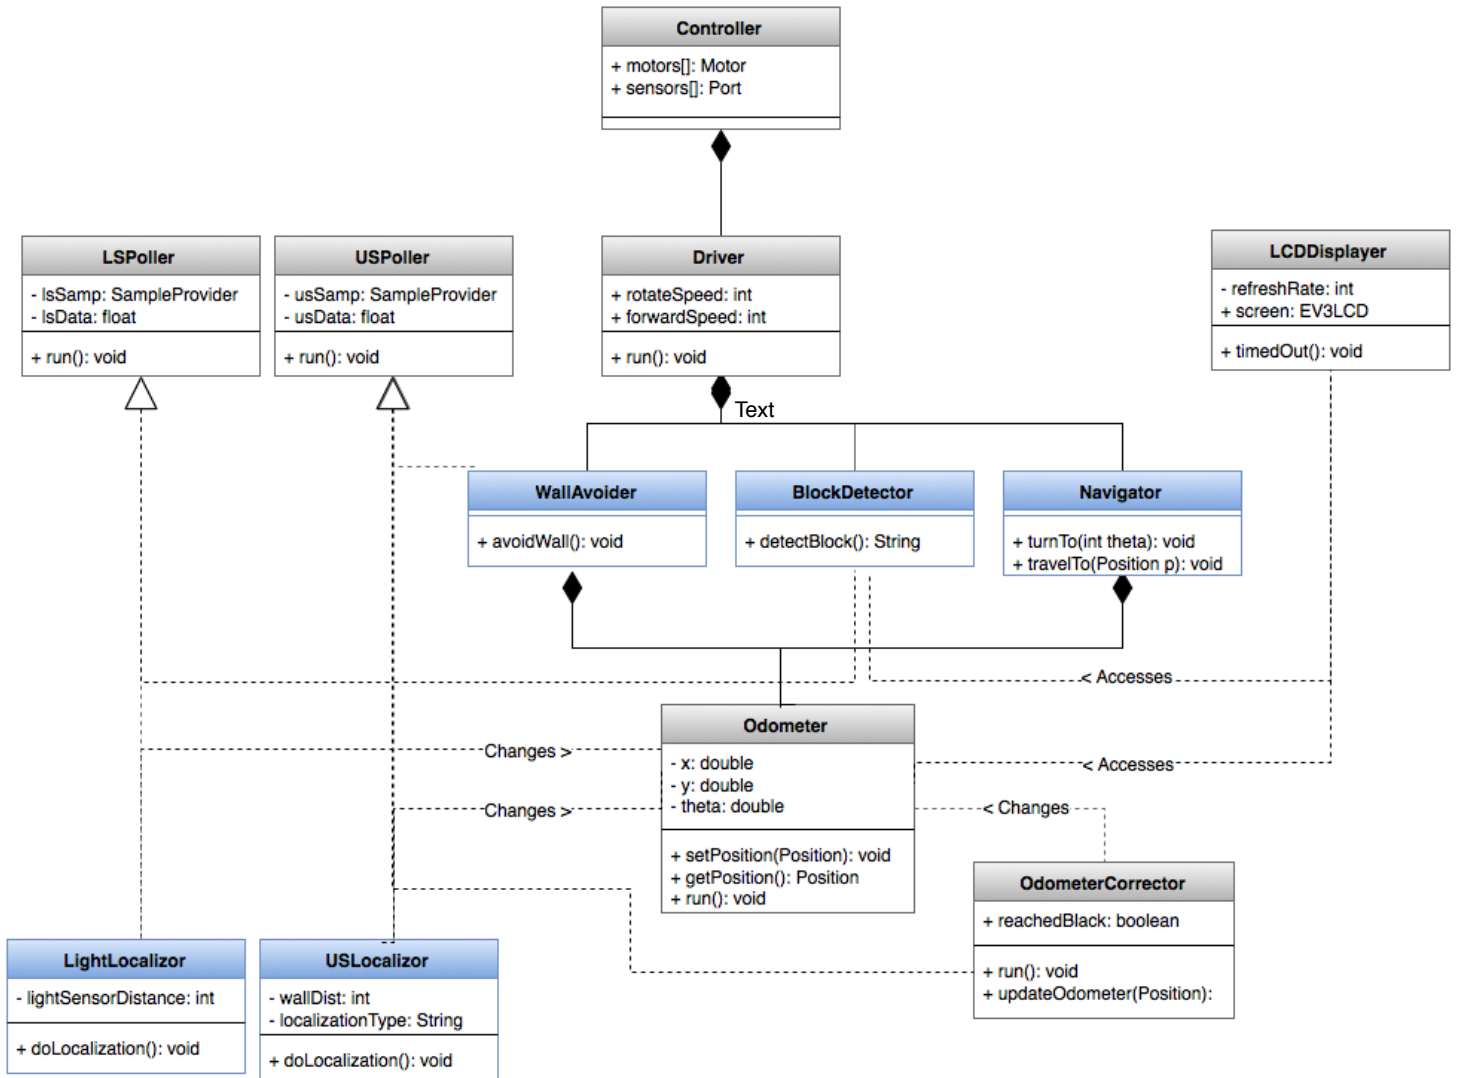 Controller
+ motors[]: Motor
+ sensors[]: Port
LSPoller
- lsSamp: SampleProvider
- lsData: float
+ run(): void
USPoller
- usSamp: SampleProvider
- usData: float
+ run(): void
Driver
+ rotateSpeed: int
+ forwardSpeed: int
+ run(): void
LCDDisplayer
- refreshRate: int
+ screen: EV3LCD
+ timedOut(): void
Text
WallAvoider
+ avoidWall(): void
BlockDetector
+ detectBlock(): String
Navigator
+ turnTo(int theta): void
+ travelTo(Position p): void
< Accesses
Changes >
Changes >
Odometer
- x: double
- y: double
- theta: double
+ setPosition(Position): void
+ getPosition(): Position
+ run(): void
< Accesses
< Changes
OdometerCorrector
+ reachedBlack: boolean
+ run(): void
+ updateOdometer(Position):
LightLocalizor
- lightSensorDistance: int
+ doLocalization(): void
USLocalizor
- wallDist: int
- localizationType: String
+ doLocalization(): void